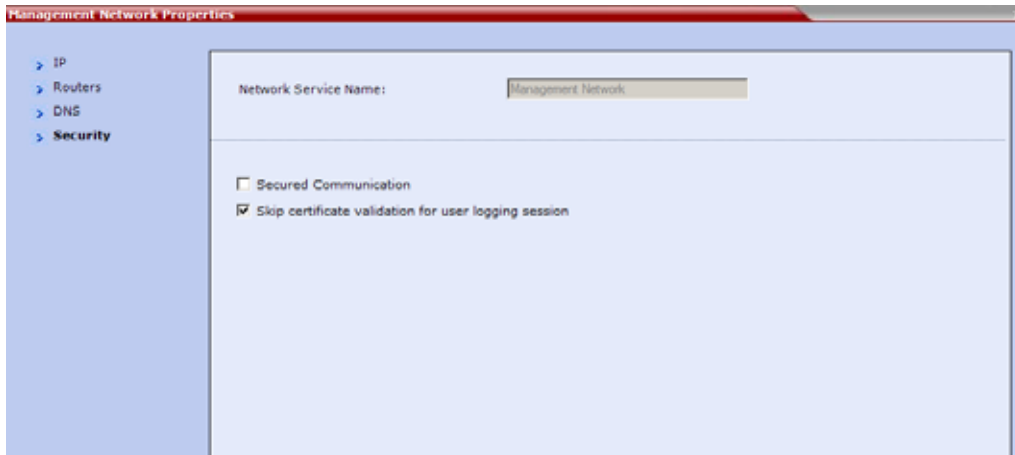 Management Network Properties
IP
Routers
DNS
Security
Network Service Name: Management Network
Secured Communication
Skip certificate validation for user logging session